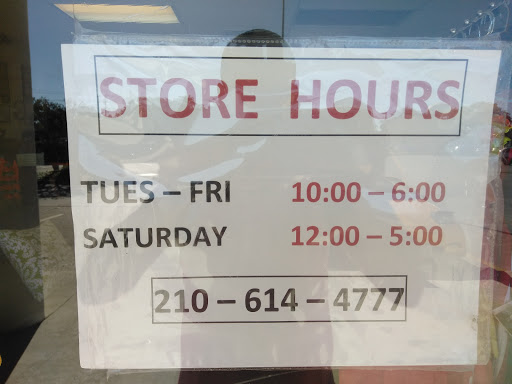 STORE HOURS
TUES – FRI 10:00 – 6:00
SATURDAY 12:00 – 5:00
210 – 614 – 4777